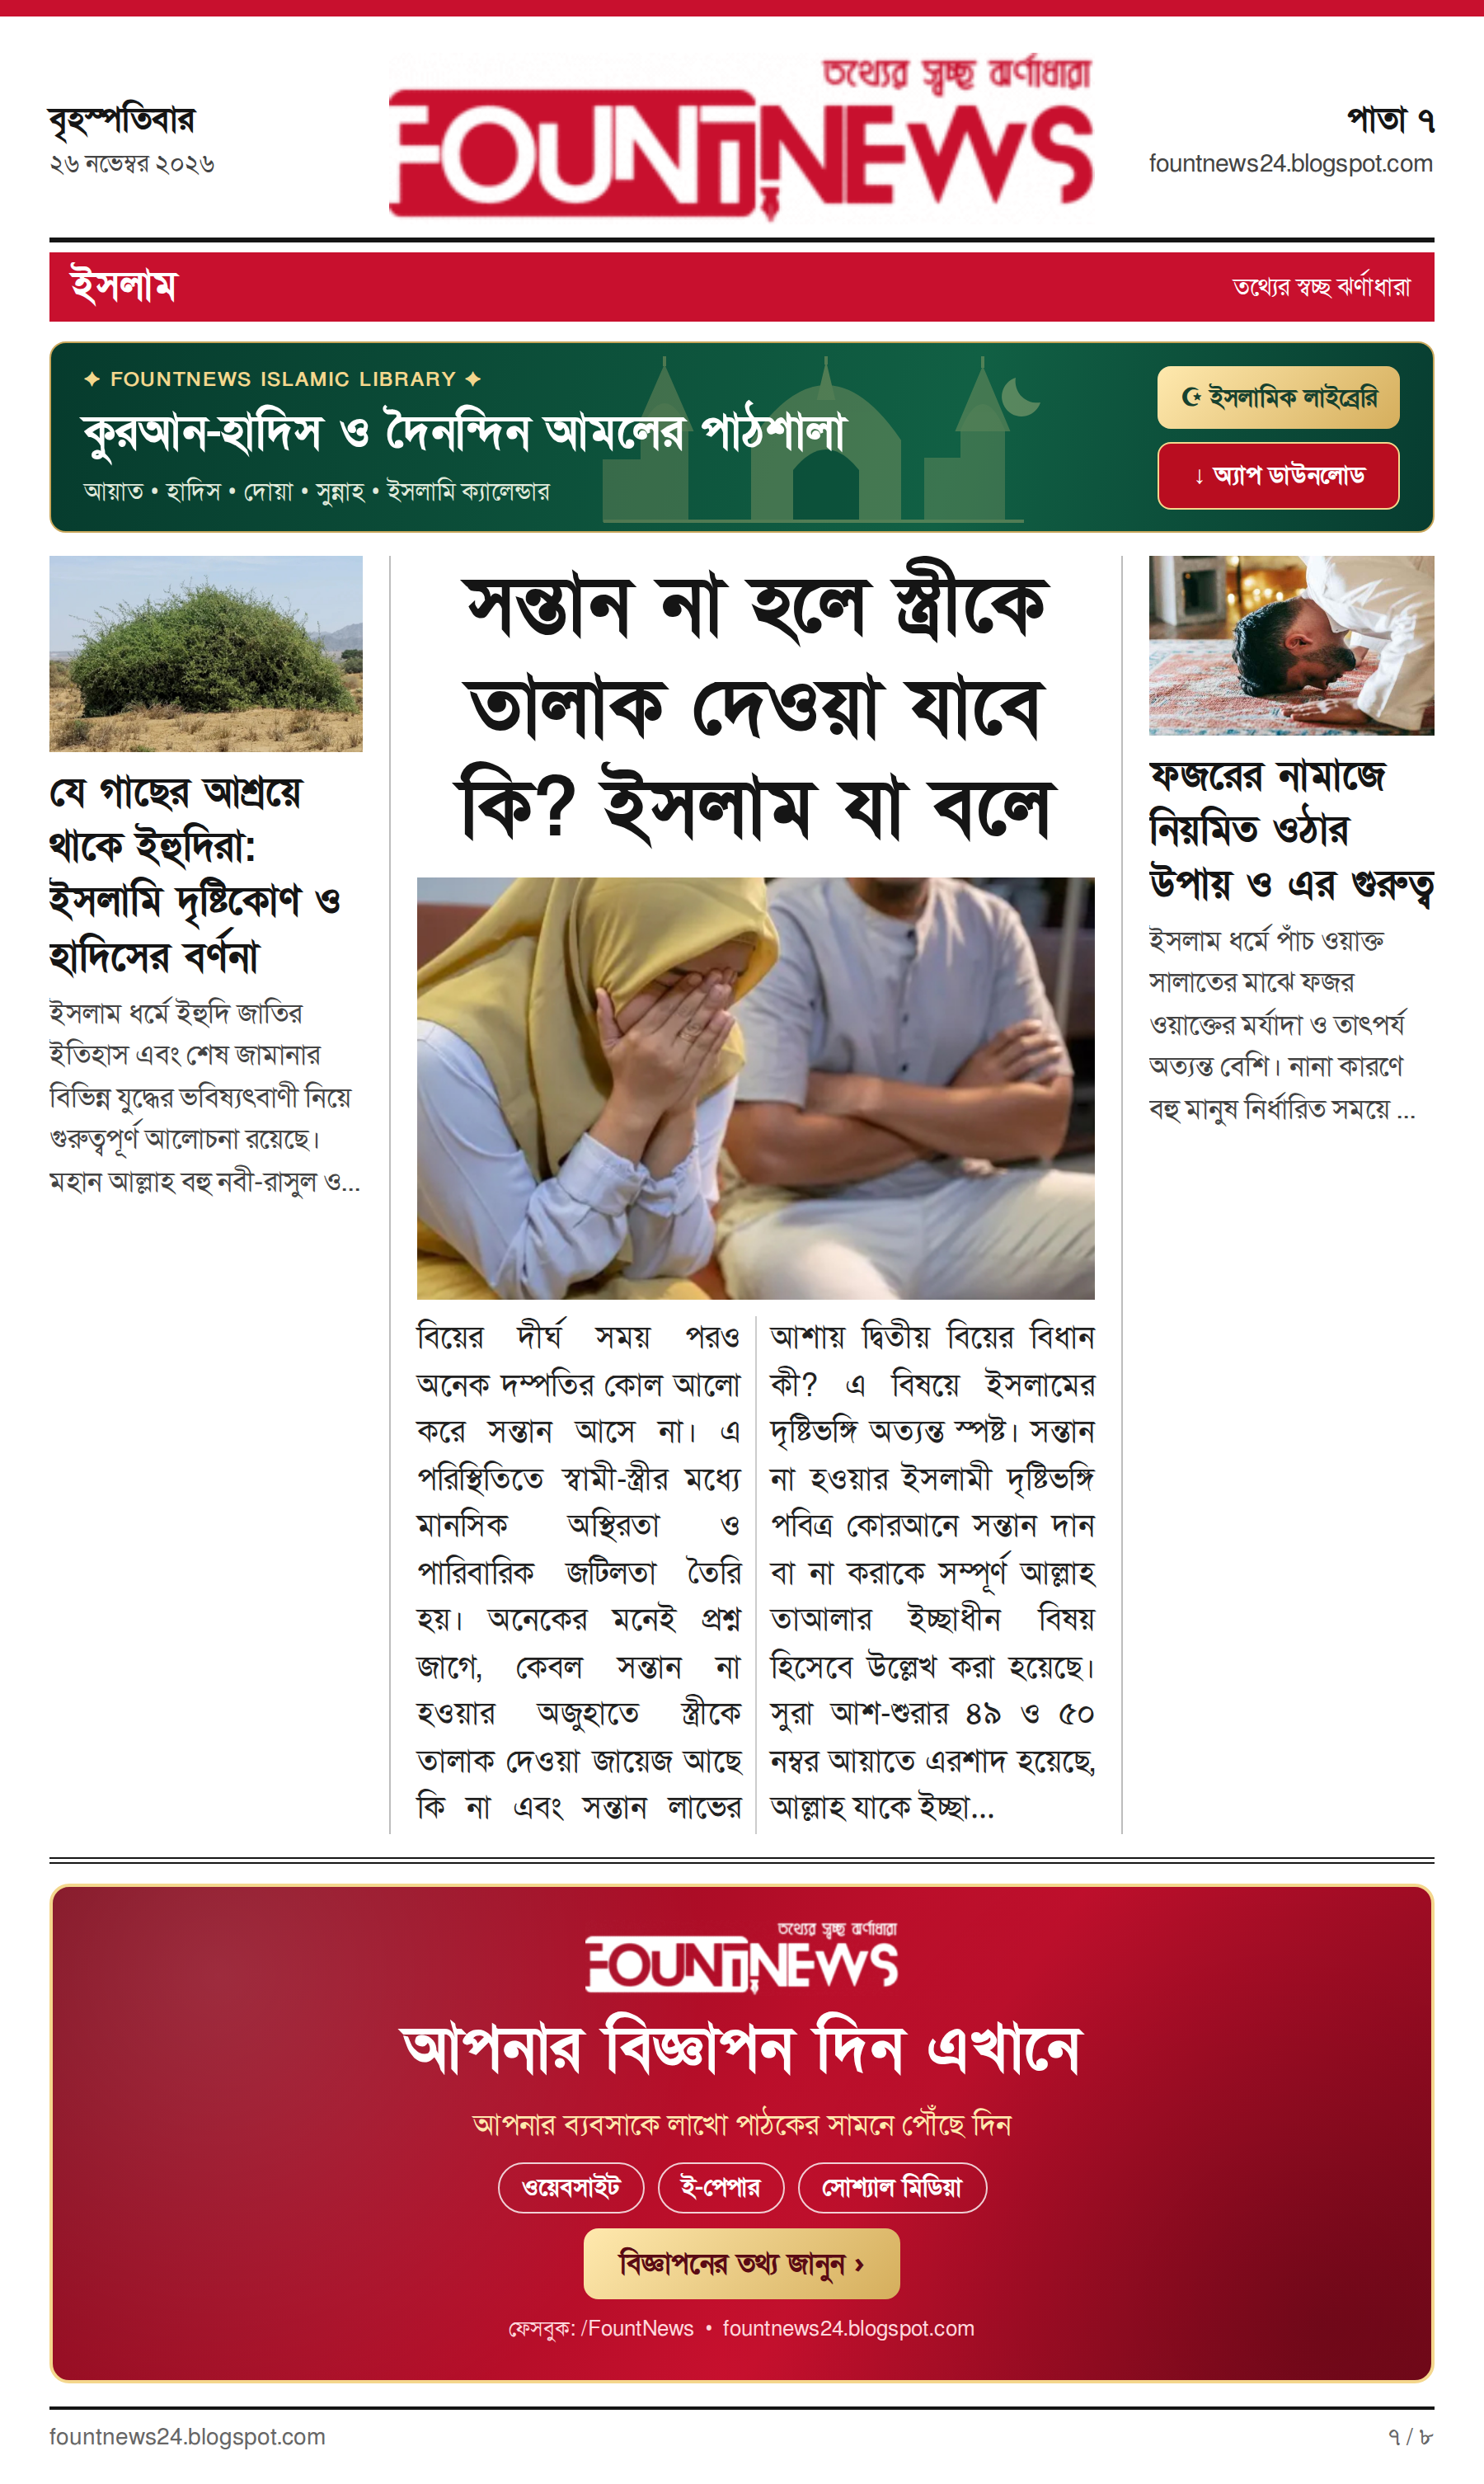 বৃহস্পতিবার
২৬ নভেম্বর ২০২৬
তথ্যের স্বচ্ছ ঝর্ণাধারা
FOUNTNEWS
পাতা ৭
fountnews24.blogspot.com
ইসলাম
তথ্যের স্বচ্ছ ঝর্ণাধারা
✦ FOUNTNEWS ISLAMIC LIBRARY ✦
কুরআন-হাদিস ও দৈনন্দিন আমলের পাঠশালা
আয়াত • হাদিস • দোয়া • সুন্নাহ • ইসলামি ক্যালেন্ডার
☪ ইসলামিক লাইব্রেরি
↓ অ্যাপ ডাউনলোড
যে গাছের আশ্রয়ে
থাকে ইহুদিরা:
ইসলামি দৃষ্টিকোণ ও
হাদিসের বর্ণনা
ইসলাম ধর্মে ইহুদি জাতির
ইতিহাস এবং শেষ জামানার
বিভিন্ন যুদ্ধের ভবিষ্যৎবাণী নিয়ে
গুরুত্বপূর্ণ আলোচনা রয়েছে।
মহান আল্লাহ বহু নবী-রাসুল ও...
সন্তান না হলে স্ত্রীকে
তালাক দেওয়া যাবে
কি? ইসলাম যা বলে
বিয়ের দীর্ঘ সময় পরও
অনেক দম্পতির কোল আলো
করে সন্তান আসে না। এ
পরিস্থিতিতে স্বামী-স্ত্রীর মধ্যে
মানসিক অস্থিরতা ও
পারিবারিক জটিলতা তৈরি
হয়। অনেকের মনেই প্রশ্ন
জাগে, কেবল সন্তান না
হওয়ার অজুহাতে স্ত্রীকে
তালাক দেওয়া জায়েজ আছে
কি না এবং সন্তান লাভের
আশায় দ্বিতীয় বিয়ের বিধান
কী? এ বিষয়ে ইসলামের
দৃষ্টিভঙ্গি অত্যন্ত স্পষ্ট। সন্তান
না হওয়ার ইসলামী দৃষ্টিভঙ্গি
পবিত্র কোরআনে সন্তান দান
বা না করাকে সম্পূর্ণ আল্লাহ
তাআলার ইচ্ছাধীন বিষয়
হিসেবে উল্লেখ করা হয়েছে।
সুরা আশ-শুরার ৪৯ ও ৫০
নম্বর আয়াতে এরশাদ হয়েছে,
আল্লাহ যাকে ইচ্ছা...
ফজরের নামাজে
নিয়মিত ওঠার
উপায় ও এর গুরুত্ব
ইসলাম ধর্মে পাঁচ ওয়াক্ত
সালাতের মাঝে ফজর
ওয়াক্তের মর্যাদা ও তাৎপর্য
অত্যন্ত বেশি। নানা কারণে
বহু মানুষ নির্ধারিত সময়ে ...
তথ্যের স্বচ্ছ ঝর্ণাধারা
FOUNTNEWS
আপনার বিজ্ঞাপন দিন এখানে
আপনার ব্যবসাকে লাখো পাঠকের সামনে পৌঁছে দিন
ওয়েবসাইট
ই-পেপার
সোশ্যাল মিডিয়া
বিজ্ঞাপনের তথ্য জানুন ›
ফেসবুক: /FountNews • fountnews24.blogspot.com
fountnews24.blogspot.com
৭ / ৮